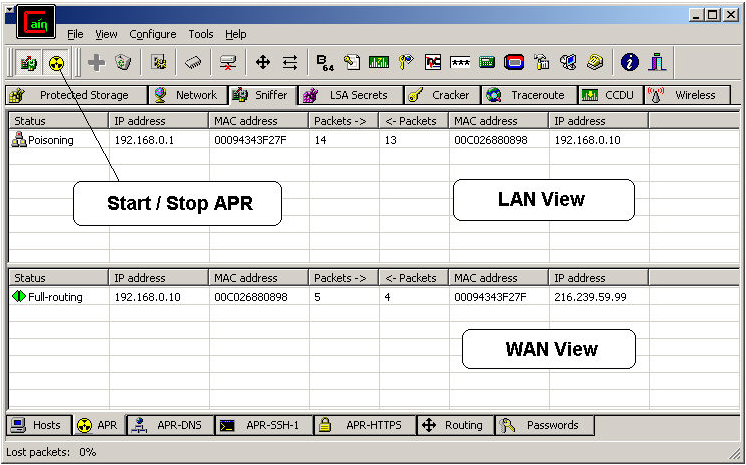 Cain
File View Configure Tools Help
B64 ***
Protected Storage Network Sniffer LSA Secrets Cracker Traceroute CCDU Wireless
Status IP address MAC address Packets -> <- Packets MAC address IP address
Poisoning 192.168.0.1 00094343F27F 14 13 00C026880898 192.168.0.10
Start / Stop APR
LAN View
Status IP address MAC address Packets -> <- Packets MAC address IP address
Full-routing 192.168.0.10 00C026880898 5 4 00094343F27F 216.239.59.99
WAN View
Hosts APR APR-DNS APR-SSH-1 APR-HTTPS Routing Passwords
Lost packets: 0%